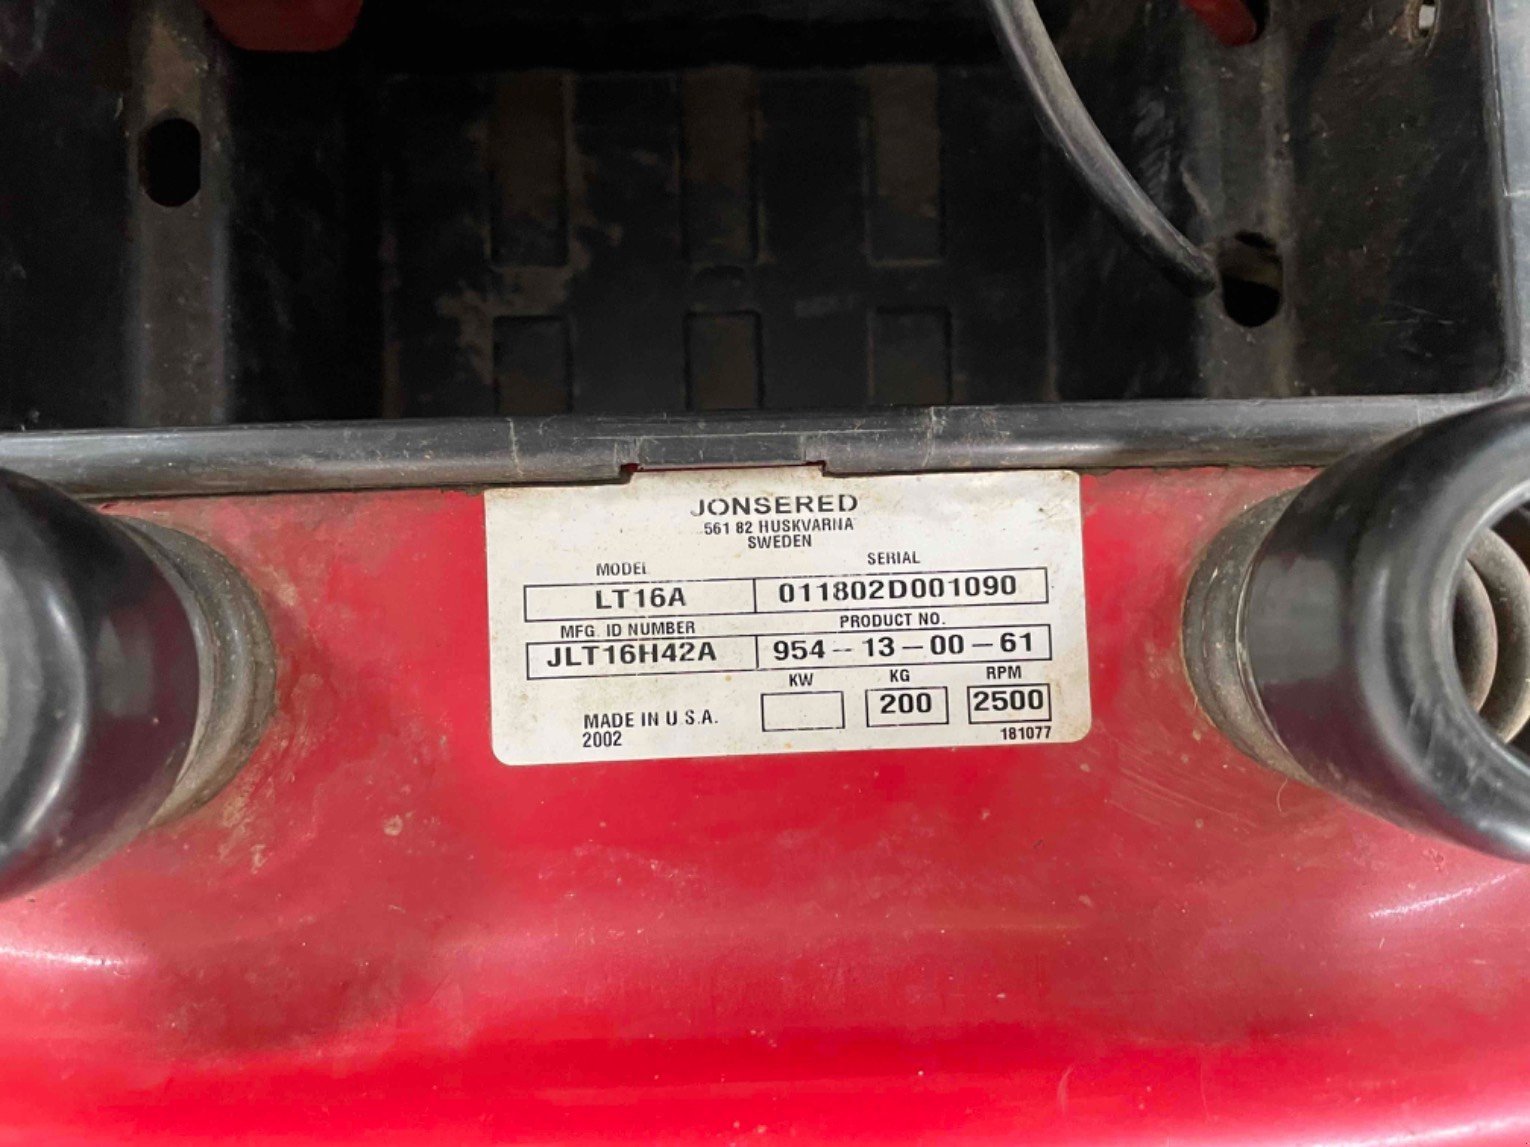 JONSERED
561 82 HUSKVARNA
SWEDEN
MODEL SERIAL
LT16A 011802D001090
MFG. ID NUMBER PRODUCT NO.
JLT16H42A 954-13-00-61
KW KG RPM
200 2500
MADE IN U.S.A.
2002 181077